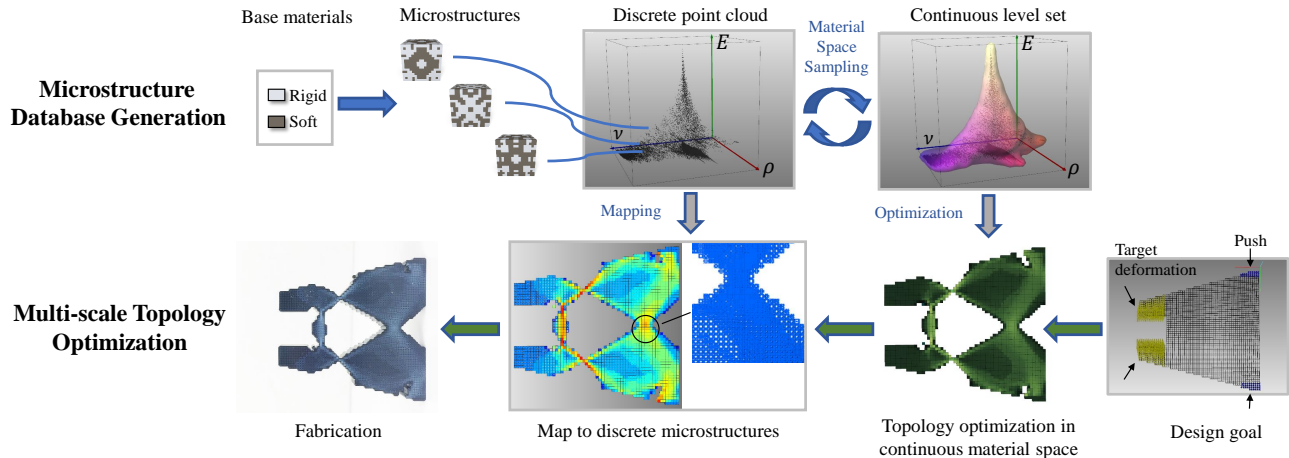 Base materials
Microstructures
Discrete point cloud
Continuous level set
Microstructure
Database Generation
Rigid
Soft
E
ν
ρ
Material
Space
Sampling
E
ν
ρ
Mapping
Optimization
Multi-scale Topology
Optimization
Target
deformation
Push
Fabrication
Map to discrete microstructures
Topology optimization in
continuous material space
Design goal